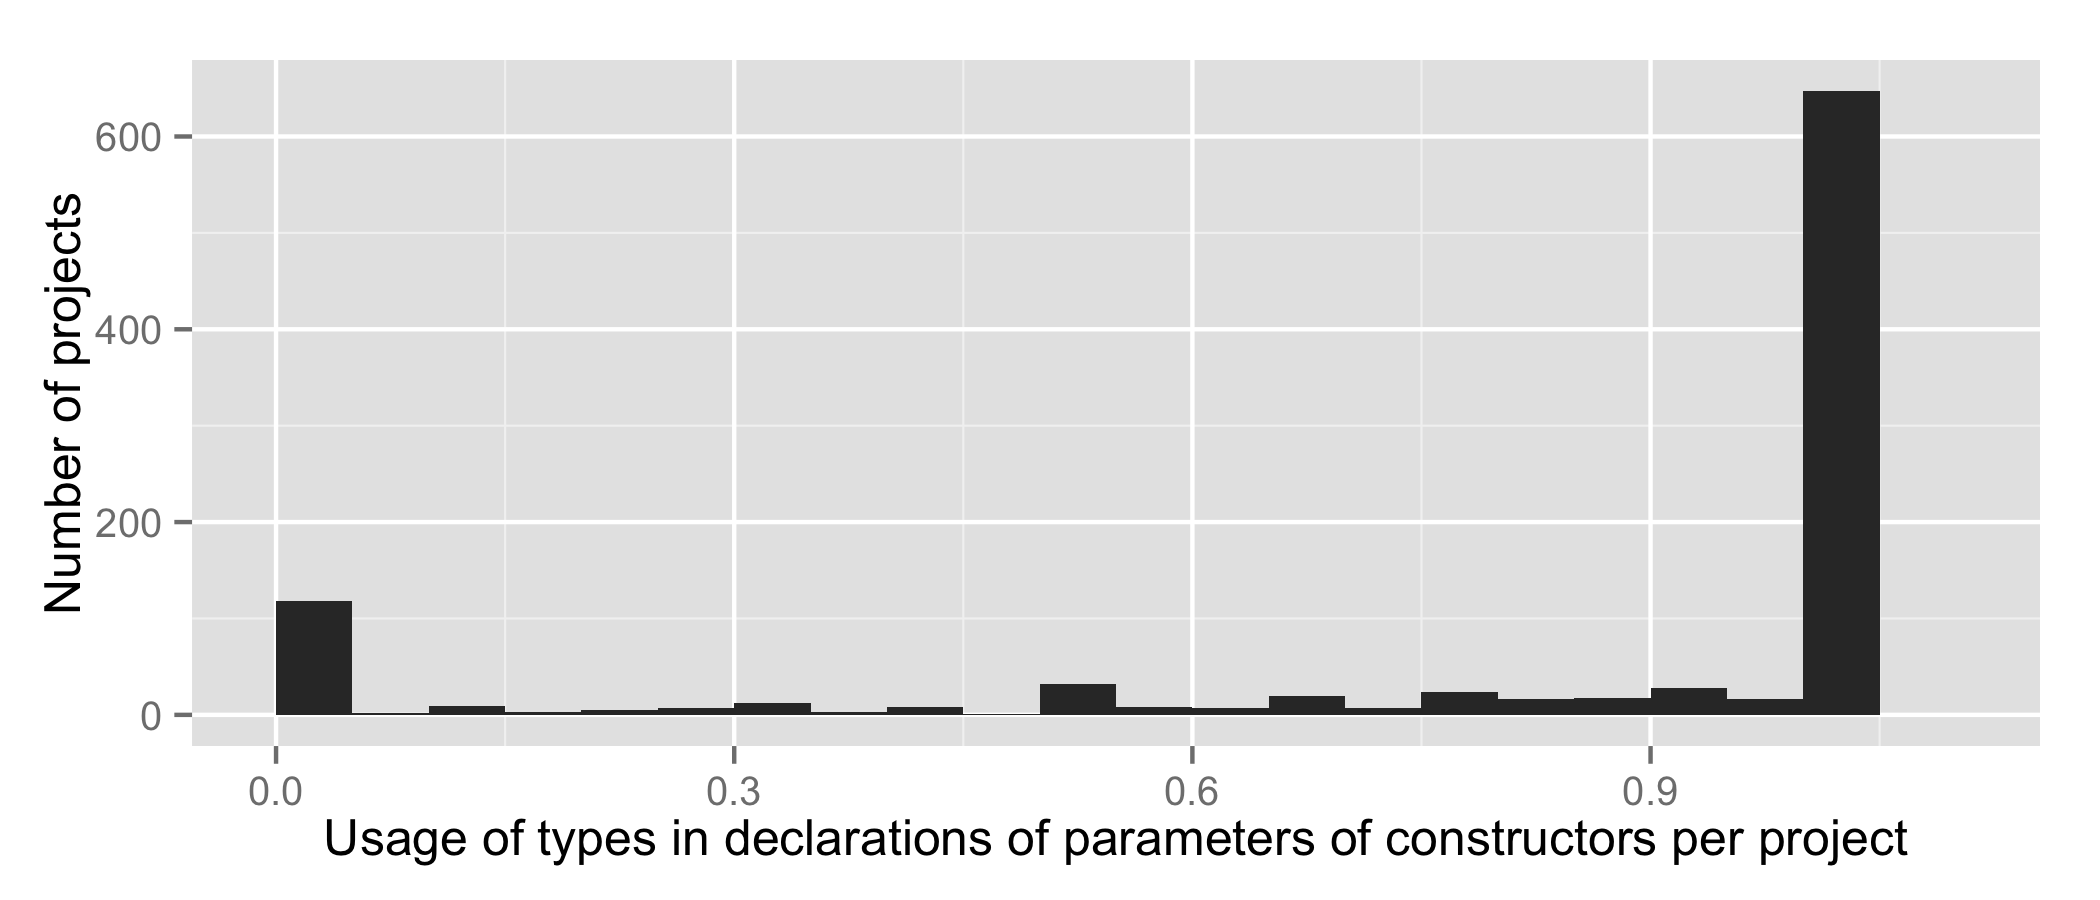 Number of projects
600
400
200
0
0.0 0.3 0.6 0.9
Usage of types in declarations of parameters of constructors per project